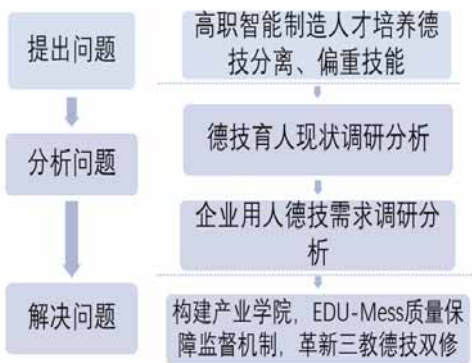 提出问题
高职智能制造人才培养德
技分离、偏重技能
分析问题
德技育人现状调研分析
企业用人德技需求调研分
析
解决问题
构建产业学院，EDU-Mess质量保
障监督机制，革新三教德技双修